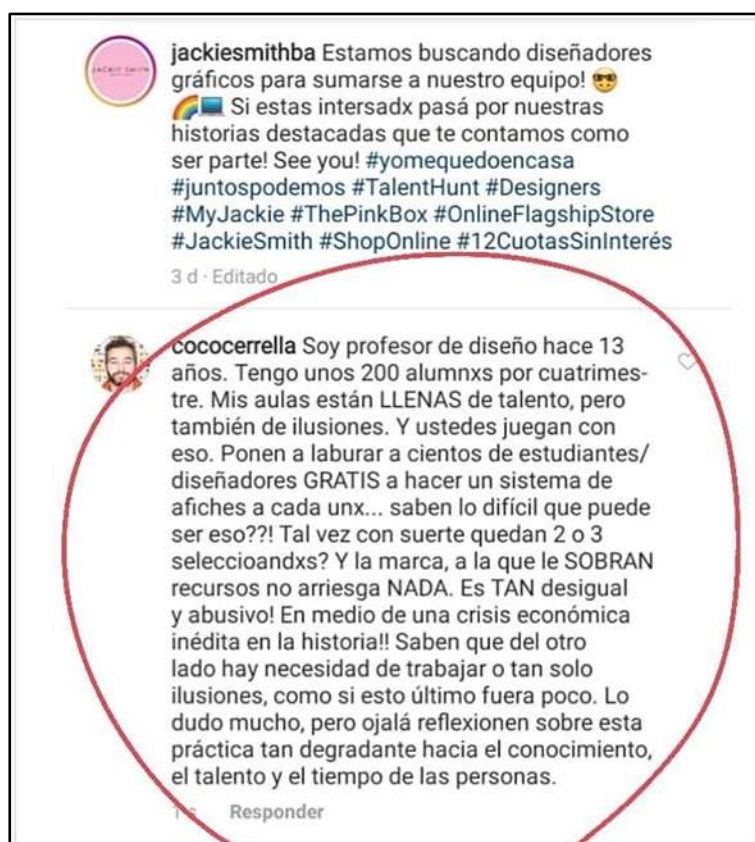 JACKIE SMITH
jackiesmithba Estamos buscando diseñadores
gráficos para sumarse a nuestro equipo! 😎
🌈💻 Si estas intersadx pasá por nuestras
historias destacadas que te contamos como
ser parte! See you! #yomequedoencasa
#juntospodemos #TalentHunt #Designers
#MyJackie #ThePinkBox #OnlineFlagshipStore
#JackieSmith #ShopOnline #12CuotasSinInterés
3 d · Editado
cococerrella Soy profesor de diseño hace 13
años. Tengo unos 200 alumnxs por cuatrimes-
tre. Mis aulas están LLENAS de talento, pero
también de ilusiones. Y ustedes juegan con
eso. Ponen a laburar a cientos de estudiantes/
diseñadores GRATIS a hacer un sistema de
afiches a cada unx... saben lo difícil que puede
ser eso??! Tal vez con suerte quedan 2 o 3
seleccioandxs? Y la marca, a la que le SOBRAN
recursos no arriesga NADA. Es TAN desigual
y abusivo! En medio de una crisis económica
inédita en la historia!! Saben que del otro
lado hay necesidad de trabajar o tan solo
ilusiones, como si esto último fuera poco. Lo
dudo mucho, pero ojalá reflexionen sobre esta
práctica tan degradante hacia el conocimiento,
el talento y el tiempo de las personas.
Responder